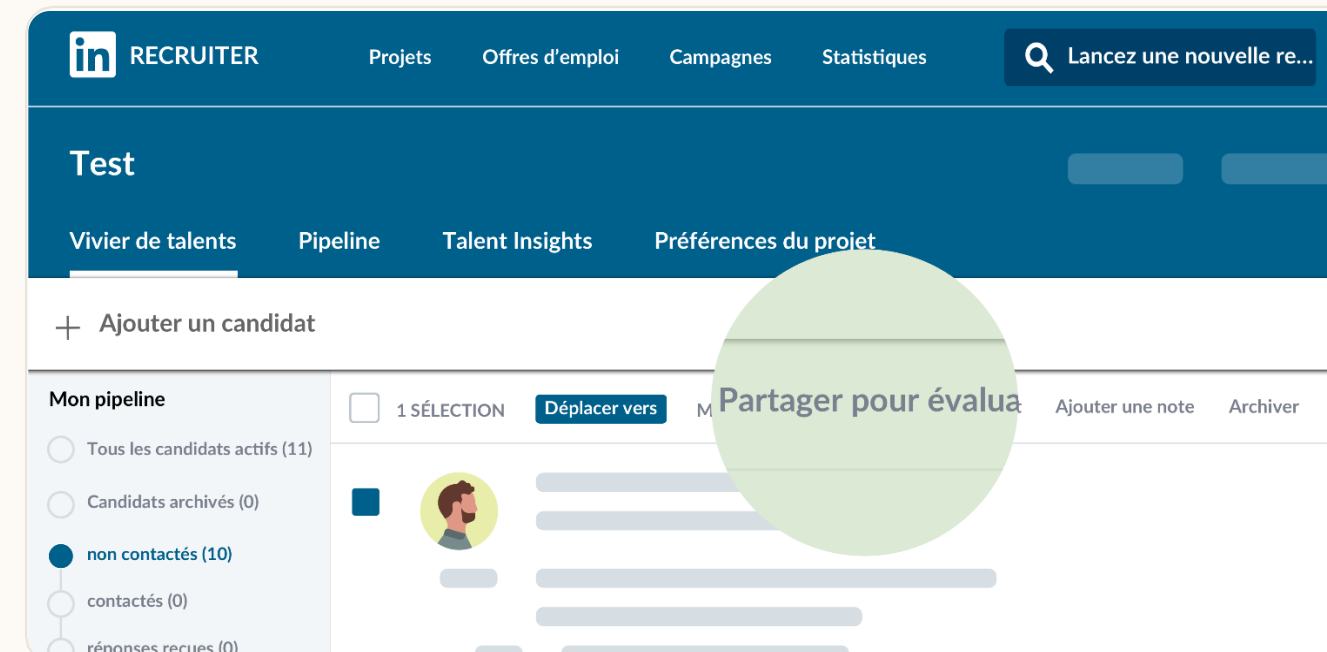 in RECRUITER Projets Offres d'emploi Campagnes Statistiques Lancez une nouvelle re...
Test
Vivier de talents Pipeline Talent Insights Préférences du projet
+ Ajouter un candidat
Mon pipeline
1 SÉLECTION Déplacer vers M Partager pour évalua Ajouter une note Archiver
Tous les candidats actifs (11)
Candidats archivés (0)
non contactés (10)
contactés (0)
réponses reçues (0)